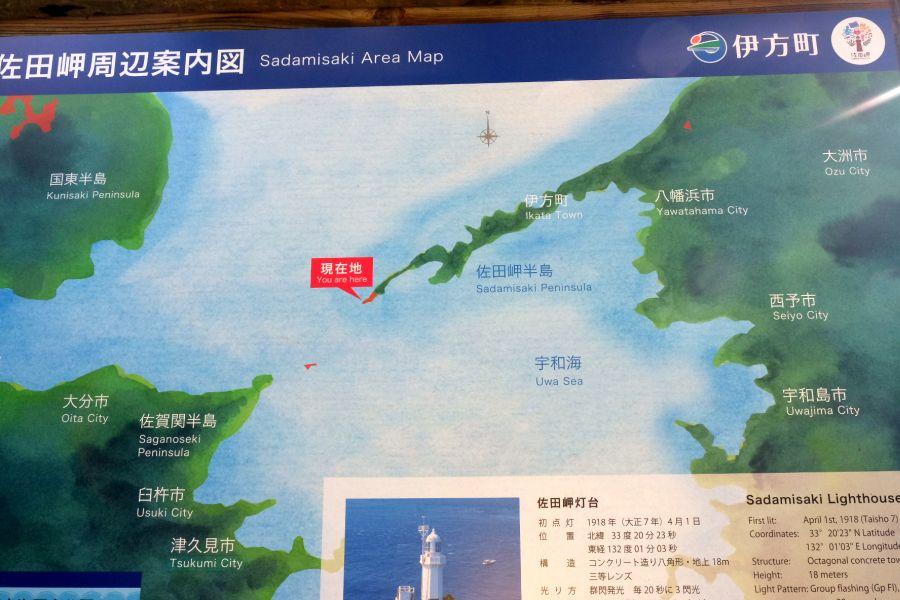 佐田岬周辺案内図 Sadamisaki Area Map
伊方町
佐田岬
国東半島
Kunisaki Peninsula
大洲市
Ozu City
伊方町
Ikata Town
八幡浜市
Yawatahama City
現在地
You are here
佐田岬半島
Sadamisaki Peninsula
西予市
Seiyo City
宇和海
Uwa Sea
宇和島市
Uwajima City
大分市
Oita City
佐賀関半島
Saganoseki
Peninsula
臼杵市
Usuki City
津久見市
Tsukumi City
佐田岬灯台
初点灯 1918年（大正7年）4月1日
位置 北緯 33度20分23秒
東経 132度01分03秒
構造 コンクリート造り八角形・地上18m
三等レンズ
光り方 群閃発光 毎20秒に3閃光
Sadamisaki Lighthouse
First lit: April 1st, 1918 (Taisho 7)
Coordinates: 33° 20'23" N Latitude
132° 01'03" E Longitude
Structure: Octagonal concrete tow
Height: 18 meters
Light Pattern: Group flashing (Gp Fl),